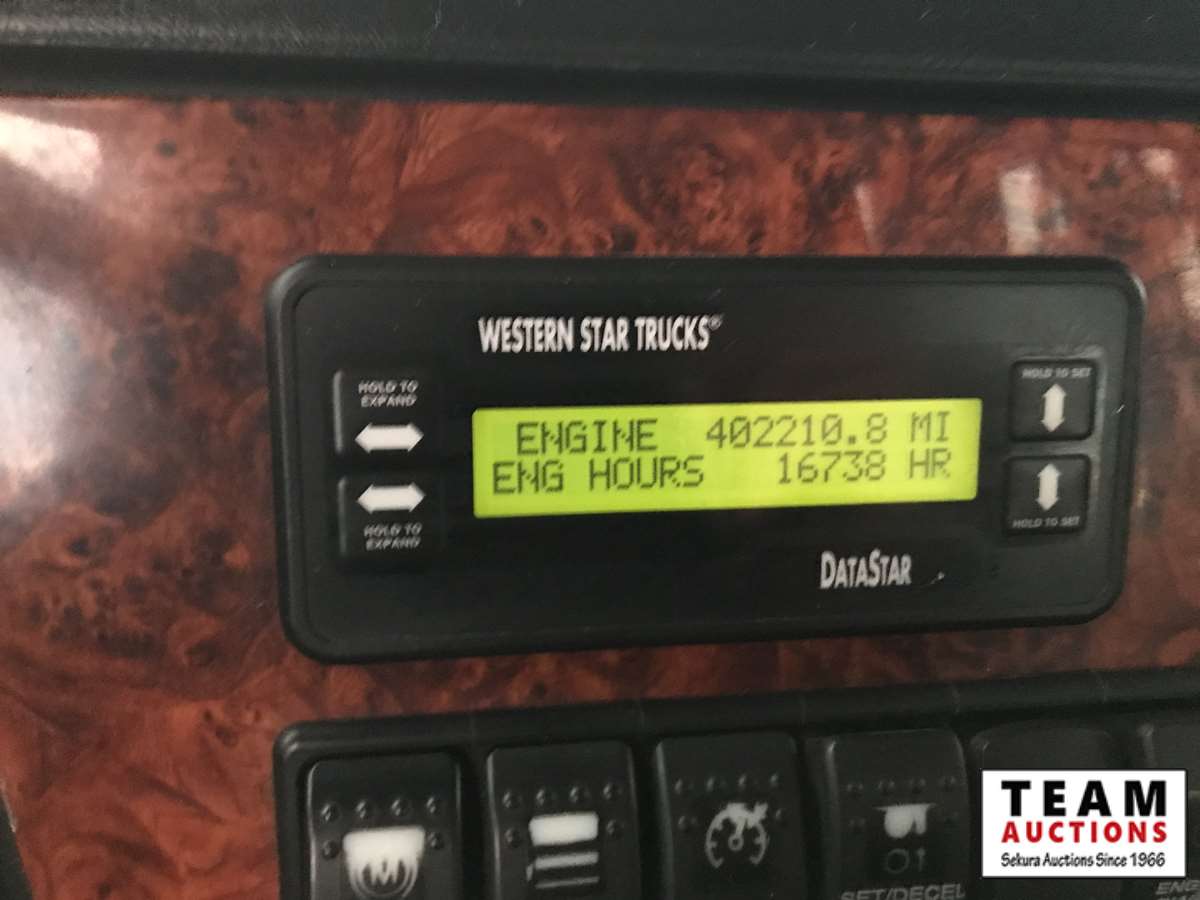 WESTERN STAR TRUCKS®
HOLD TO
EXPAND
HOLD TO SET
ENGINE 402210.8 MI
ENG HOURS 16738 HR
HOLD TO
EXPAND
HOLD TO SET
DATASTAR
SET/DECEL
ENG
TEAM
AUCTIONS
Sekura Auctions Since 1966